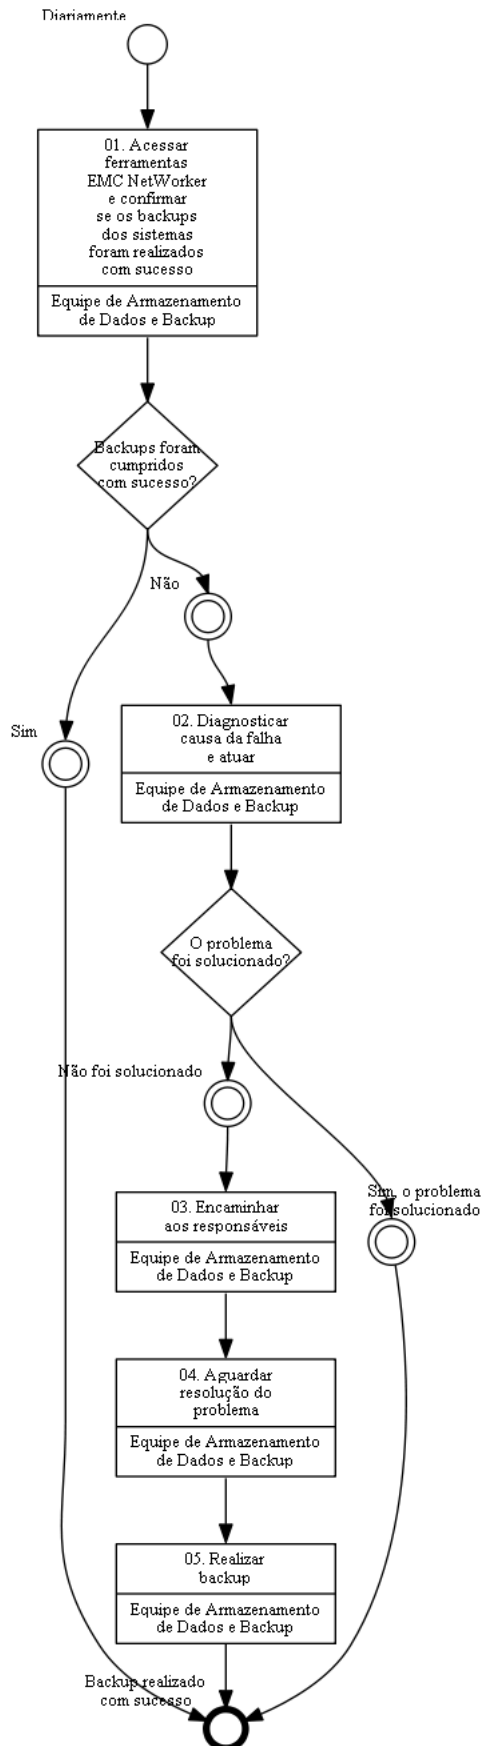 Diariamente
01. Acessar
ferramentas
EMC NetWorker
e confirmar
se os backups
dos sistemas
foram realizados
com sucesso
Equipe de Armazenamento
de Dados e Backup
Backups foram
cumpridos
com sucesso?
Não
Sim
02. Diagnosticar
causa da falha
e atuar
Equipe de Armazenamento
de Dados e Backup
O problema
foi solucionado?
Não foi solucionado
Sim, o problema
foi solucionado
03. Encaminhar
aos responsáveis
Equipe de Armazenamento
de Dados e Backup
04. Aguardar
resolução do
problema
Equipe de Armazenamento
de Dados e Backup
05. Realizar
backup
Equipe de Armazenamento
de Dados e Backup
Backup realizado
com sucesso